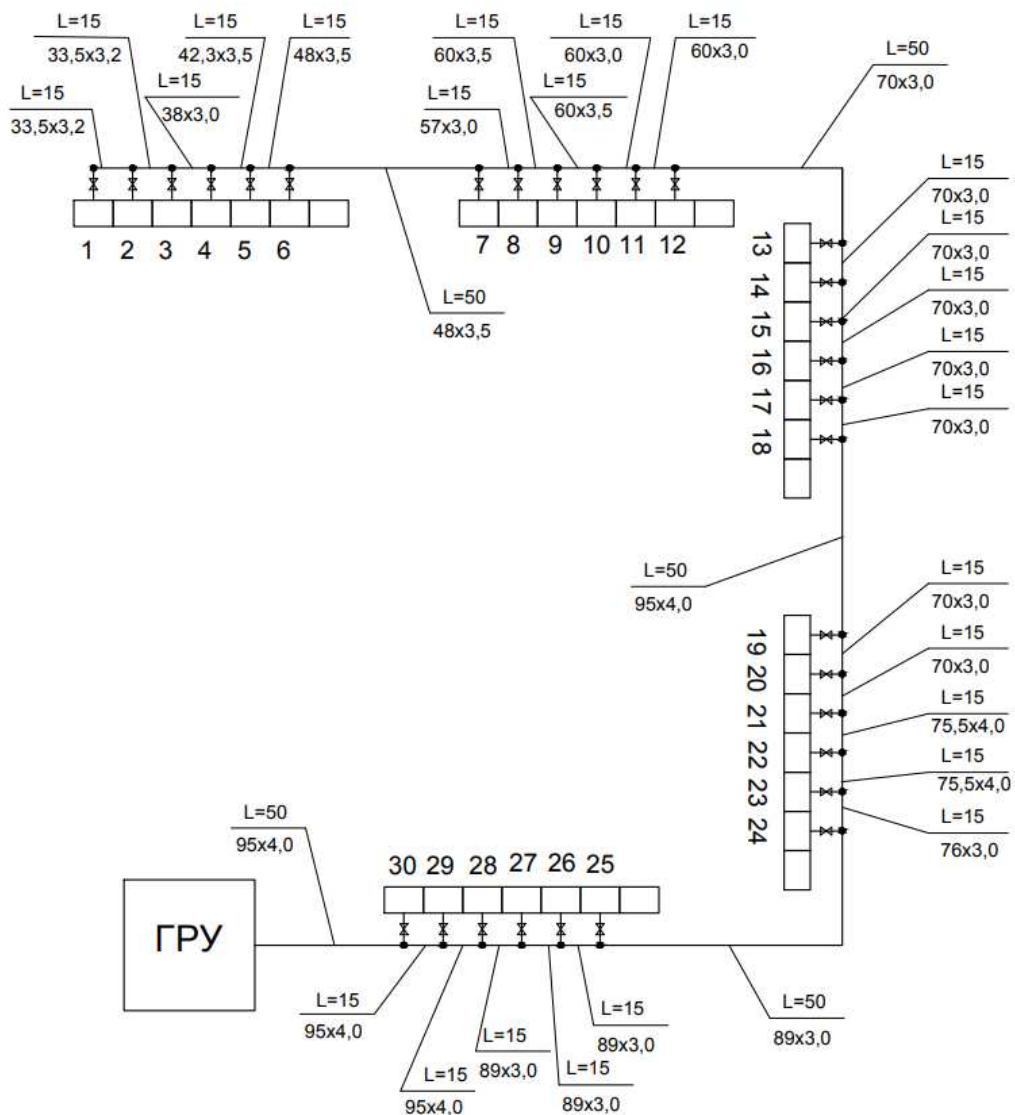 L=15
33,5x3,2
L=15
42,3x3,5
L=15
48x3,5
L=15
60x3,5
L=15
60x3,0
L=15
60x3,0
L=50
70x3,0
L=15
33,5x3,2
L=15
38x3,0
L=15
57x3,0
L=15
60x3,5
1 2 3 4 5 6
7 8 9 10 11 12
L=50
48x3,5
13
14
15
16
17
18
L=15
70x3,0
L=15
70x3,0
L=15
70x3,0
L=15
70x3,0
L=15
70x3,0
L=50
95x4,0
19
20
21
22
23
24
L=15
70x3,0
L=15
70x3,0
L=15
75,5x4,0
L=15
75,5x4,0
L=15
76x3,0
L=50
95x4,0
30 29 28 27 26 25
ГРУ
L=15
95x4,0
L=15
95x4,0
L=15
89x3,0
L=15
89x3,0
L=15
89x3,0
L=50
89x3,0